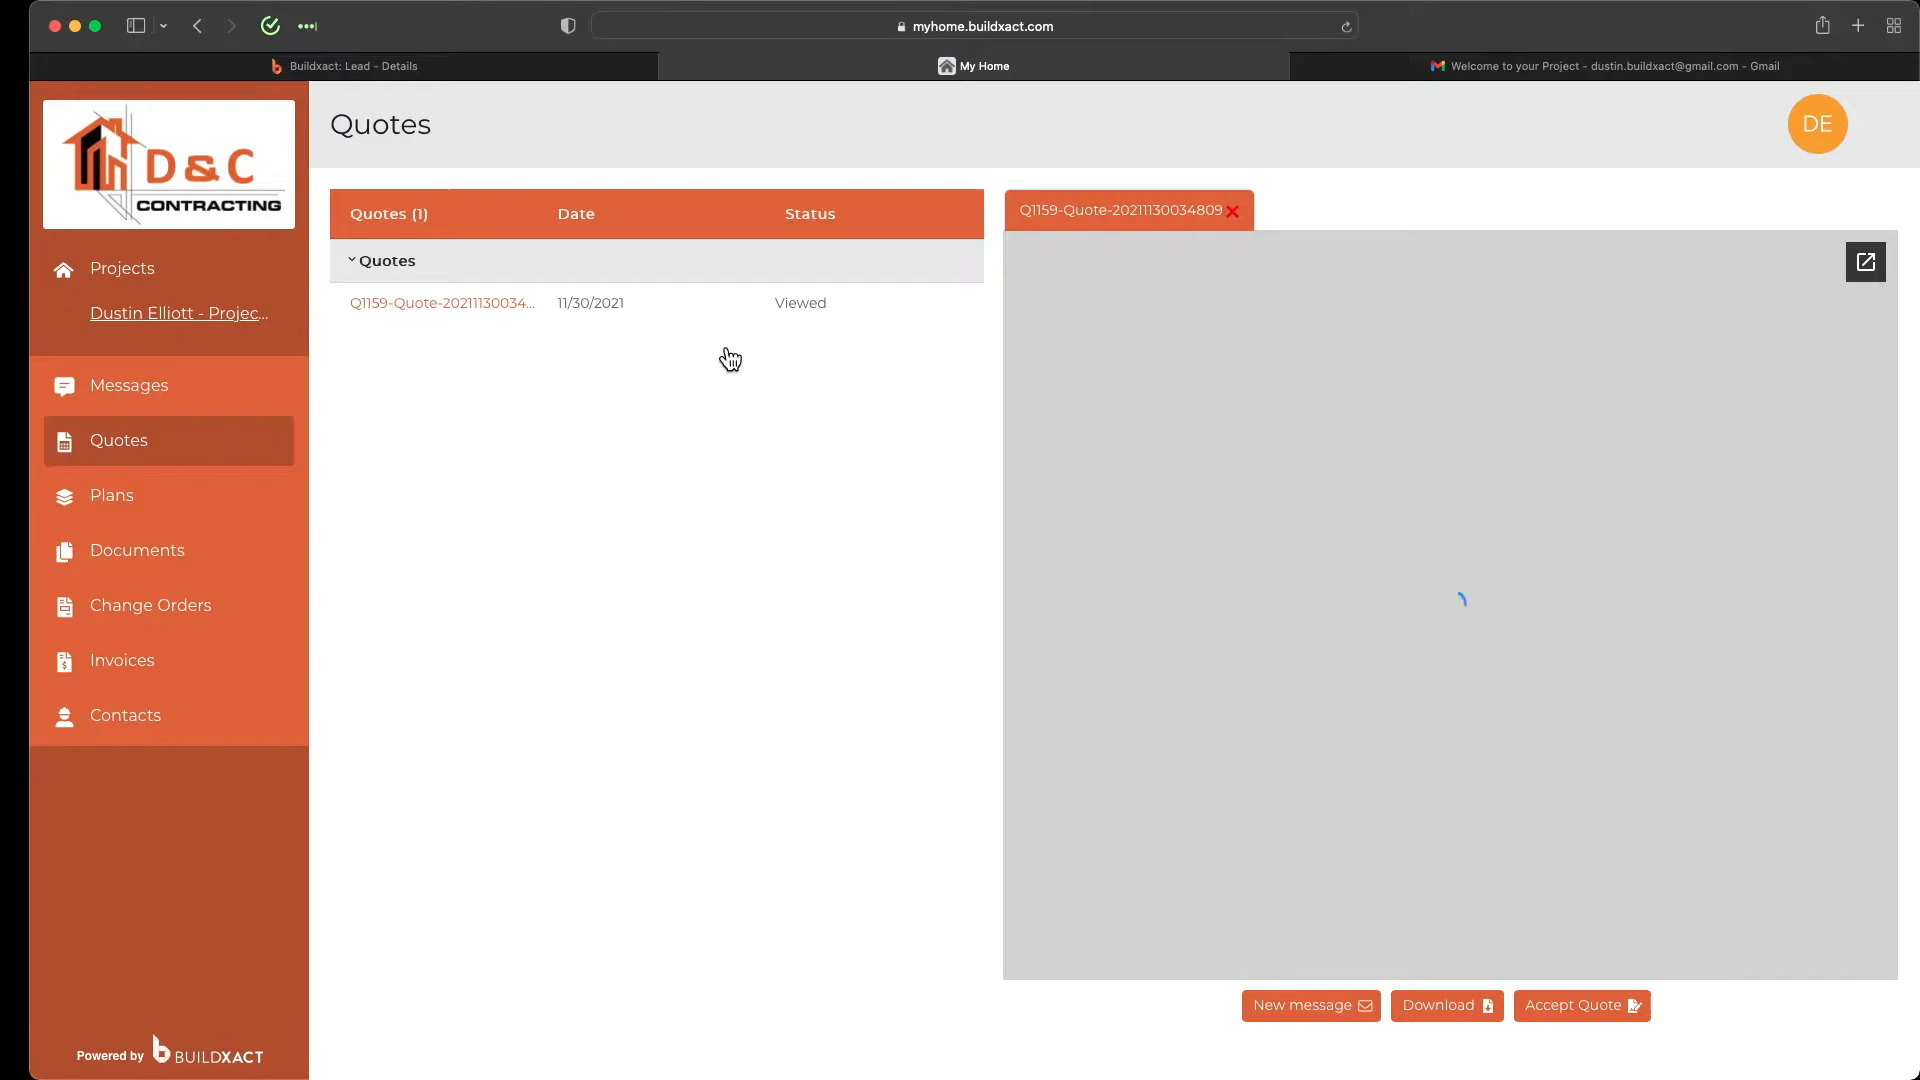 myhome.buildxact.com
Buildxact: Lead - Details
My Home
Welcome to your Project - dustin.buildxact@gmail.com - Gmail
D & C
CONTRACTING
Quotes
DE
Projects
Dustin Elliott - Projec...
Messages
Quotes
Plans
Documents
Change Orders
Invoices
Contacts
Powered by BUILDXACT
Quotes (1) Date Status
Quotes
Q1159-Quote-20211130034... 11/30/2021 Viewed
Q1159-Quote-20211130034809
New message Download Accept Quote